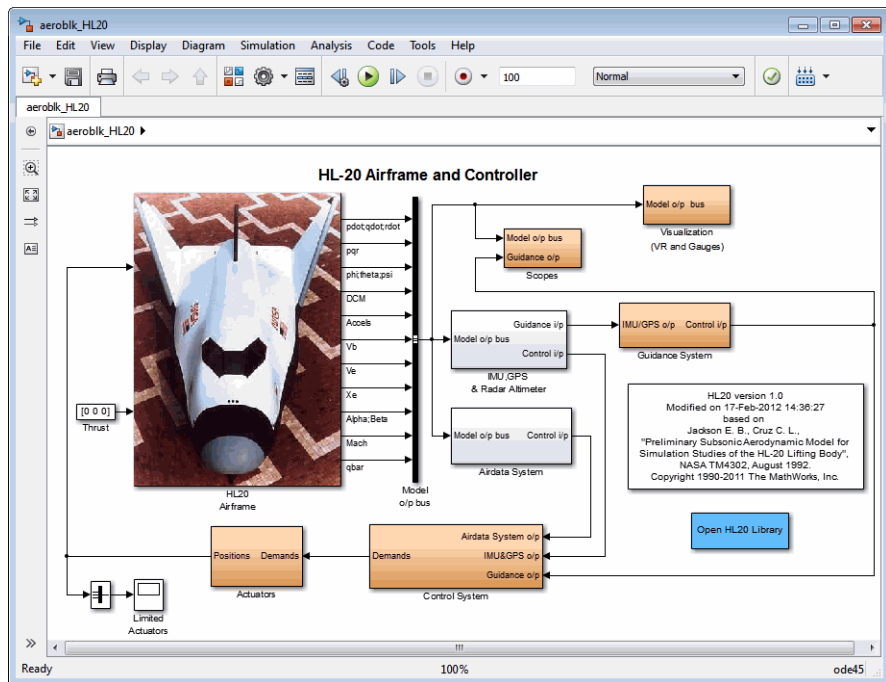 aeroblk_HL20
File Edit View Display Diagram Simulation Analysis Code Tools Help
100
Normal
aeroblk_HL20
aeroblk_HL20
HL-20 Airframe and Controller
pdot;qdot;rdot
pqr
phi;theta;psi
DCM
Accels
Vb
Ve
Xe
Alpha;Beta
Mach
qbar
[0 0 0]
Thrust
HL20
Airframe
Model
o/p bus
Model o/p bus
Guidance o/p
Scopes
Model o/p bus
Visualization
(VR and Gauges)
Guidance i/p
Model o/p bus
Control i/p
IMU,GPS
& Radar Altimeter
IMU/GPS o/p Control i/p
Guidance System
Model o/p bus Control i/p
Airdata System
HL20 version 1.0
Modified on 17-Feb-2012 14:36:27
based on
Jackson E. B., Cruz C. L.,
"Preliminary Subsonic Aerodynamic Model for
Simulation Studies of the HL-20 Lifting Body",
NASA TM4302, August 1992.
Copyright 1990-2011 The MathWorks, Inc.
Open HL20 Library
Airdata System o/p
Demands IMU&GPS o/p
Guidance o/p
Control System
Positions Demands
Actuators
Limited
Actuators
Ready
100%
ode45